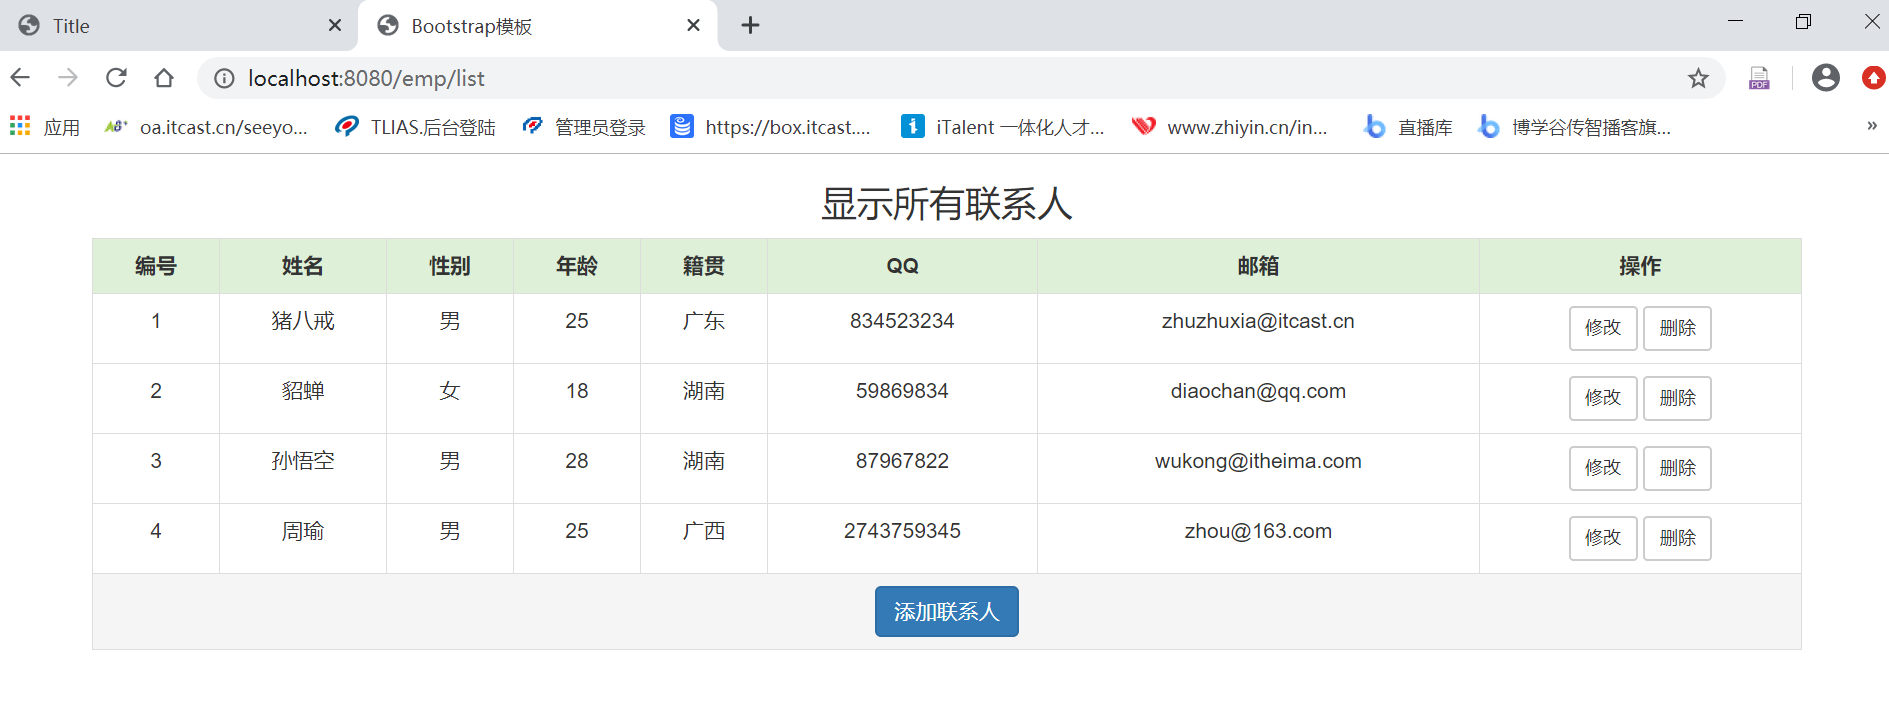 Title
Bootstrap模板
localhost:8080/emp/list
应用 oa.itcast.cn/seeyo... TLIAS.后台登陆 管理员登录 https://box.itcast.... iTalent 一体化人才... www.zhiyin.cn/in... 直播库 博学谷传智播客旗... »
显示所有联系人
编号 姓名 性别 年龄 籍贯 QQ 邮箱 操作
1 猪八戒 男 25 广东 834523234 zhuzhuxia@itcast.cn 修改 删除
2 貂蝉 女 18 湖南 59869834 diaochan@qq.com 修改 删除
3 孙悟空 男 28 湖南 87967822 wukong@itheima.com 修改 删除
4 周瑜 男 25 广西 2743759345 zhou@163.com 修改 删除
添加联系人